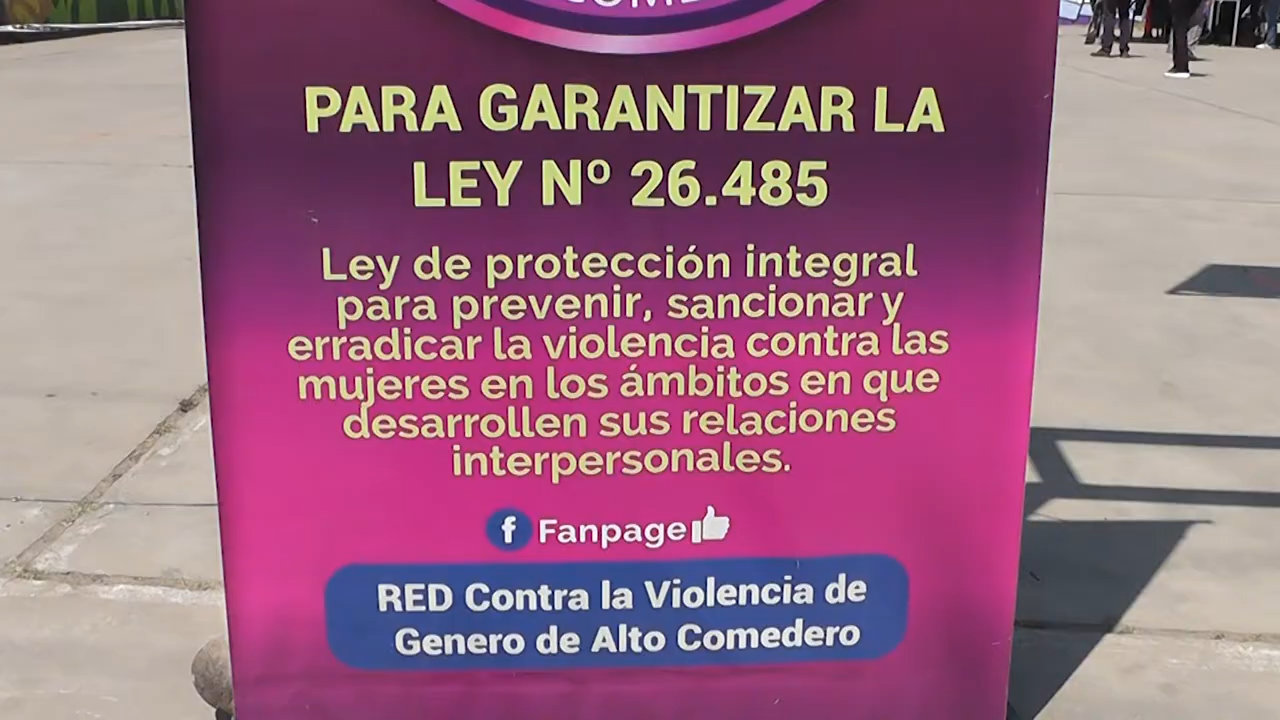 PARA GARANTIZAR LA
LEY Nº 26.485
Ley de protección integral
para prevenir, sancionar y
erradicar la violencia contra las
mujeres en los ámbitos en que
desarrollen sus relaciones
interpersonales.
f Fanpage
RED Contra la Violencia de
Genero de Alto Comedero